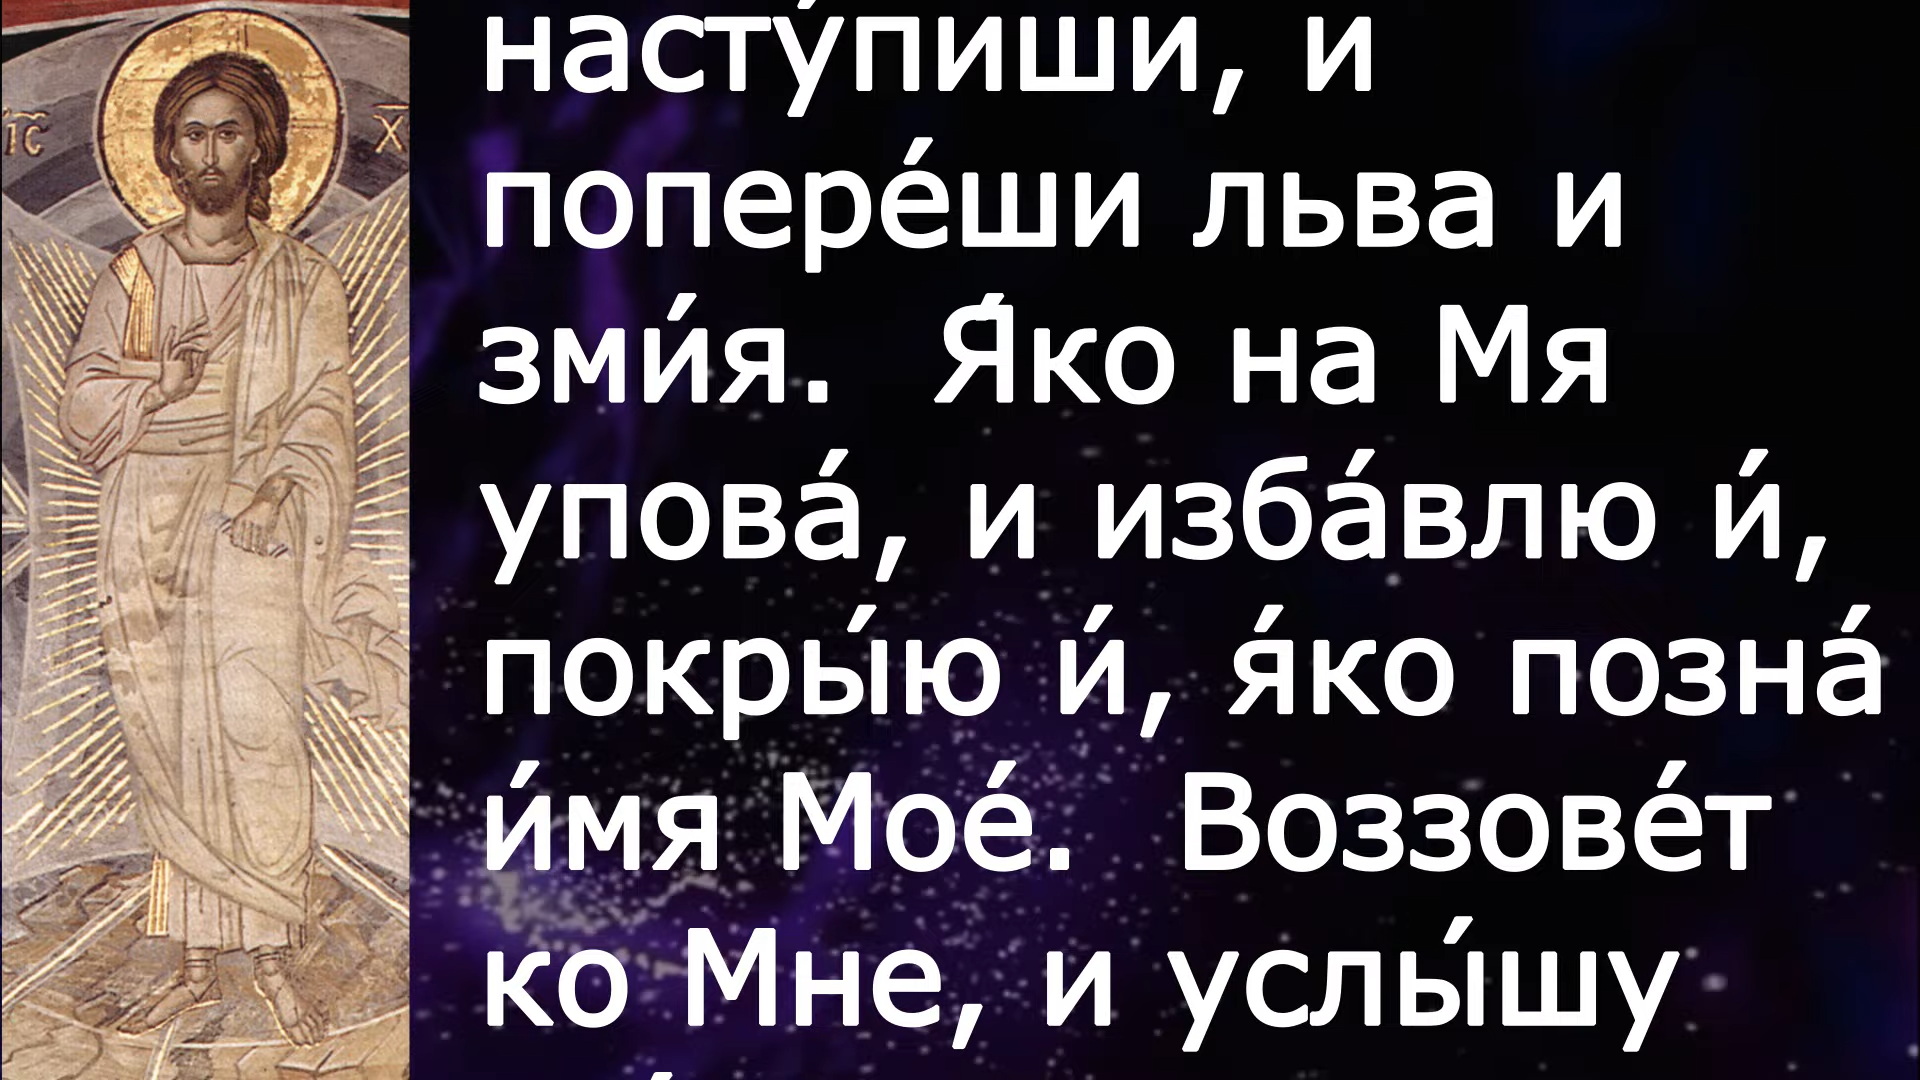 IC
Х
насту́пиши, и
попере́ши льва и
зми́я.  Я́ко на Мя
упова́, и изба́влю и́,
покры́ю и́, я́ко позна́
и́мя Мое́.  Воззове́т
ко Мне, и услы́шу